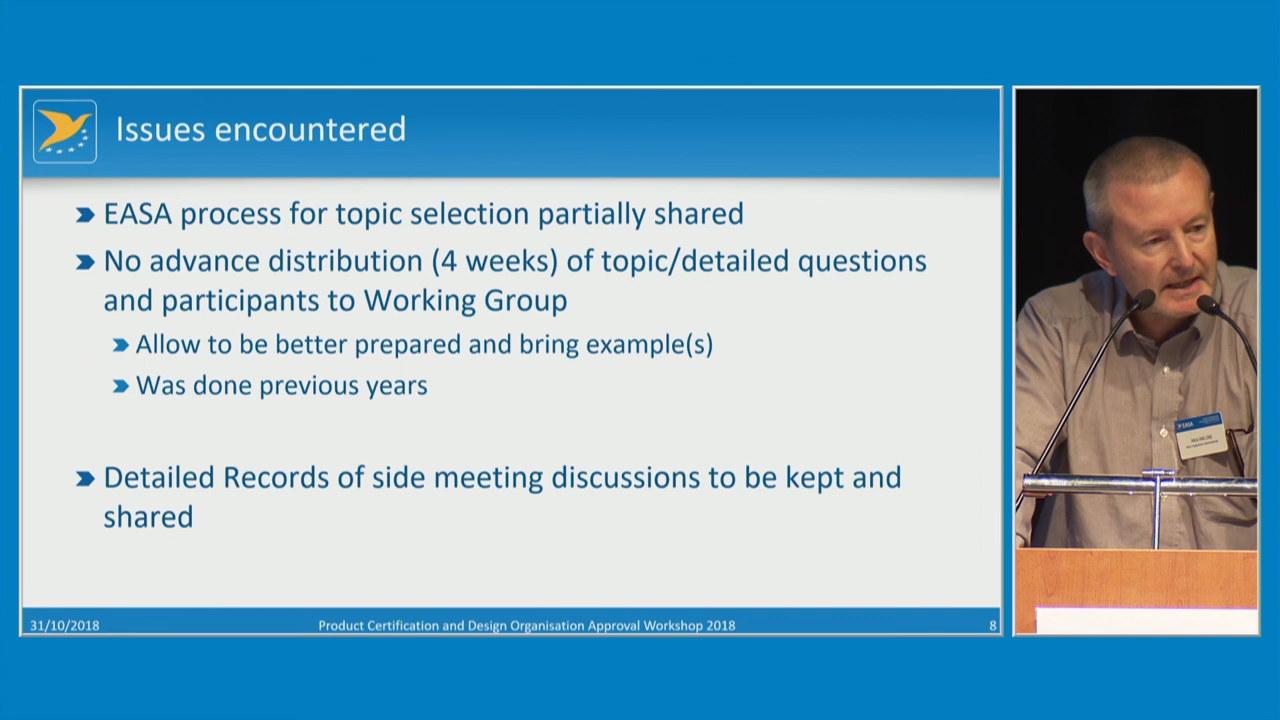 Issues encountered
EASA process for topic selection partially shared
No advance distribution (4 weeks) of topic/detailed questions
and participants to Working Group
Allow to be better prepared and bring example(s)
Was done previous years
Detailed Records of side meeting discussions to be kept and
shared
31/10/2018
Product Certification and Design Organisation Approval Workshop 2018
8
EASA